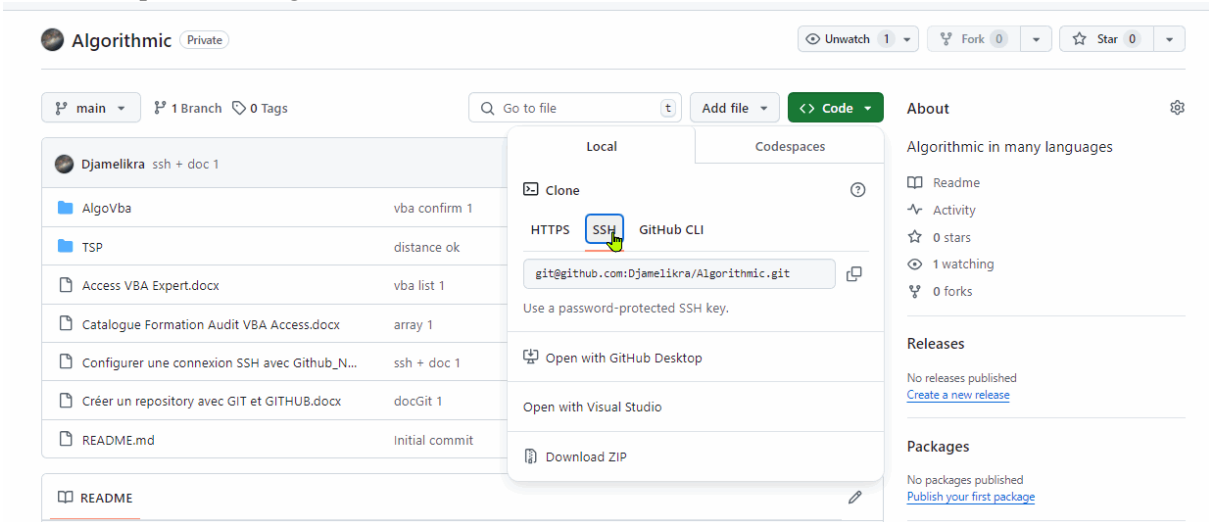 Algorithmic Private
Unwatch 1 Fork 0 Star 0
main 1 Branch 0 Tags
Go to file t Add file <> Code
Djamelikra ssh + doc 1
AlgoVba vba confirm 1
TSP distance ok
Access VBA Expert.docx vba list 1
Catalogue Formation Audit VBA Access.docx array 1
Configurer une connexion SSH avec Github_N... ssh + doc 1
Créer un repository avec GIT et GITHUB.docx docGit 1
README.md Initial commit
README
Local Codespaces
Clone
HTTPS SSH GitHub CLI
git@github.com:Djamelikra/Algorithmic.git
Use a password-protected SSH key.
Open with GitHub Desktop
Open with Visual Studio
Download ZIP
About
Algorithmic in many languages
Readme
Activity
0 stars
1 watching
0 forks
Releases
No releases published
Create a new release
Packages
No packages published
Publish your first package